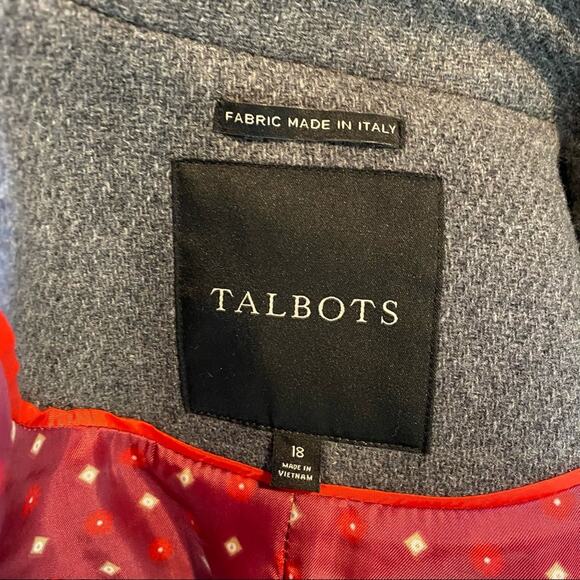 FABRIC MADE IN ITALY
TALBOTS
18
MADE IN
VIETNAM